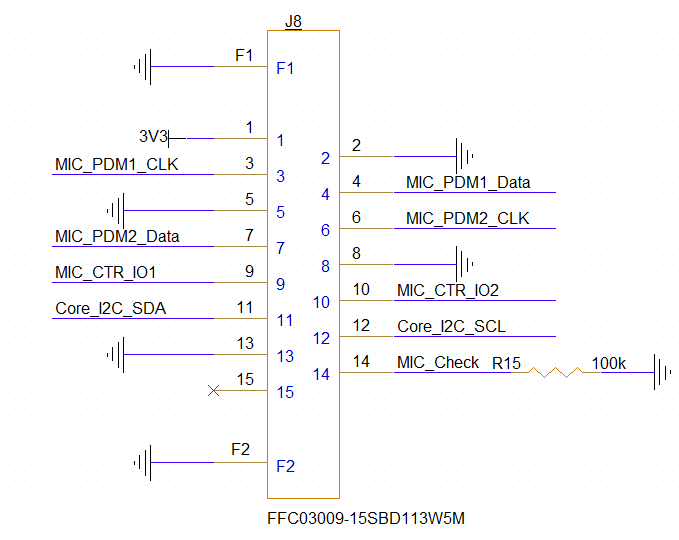 J8
F1
F1
1
3V3
1
2
2
3
MIC_PDM1_CLK
3
4
MIC_PDM1_Data
4
5
5
6
MIC_PDM2_CLK
6
7
MIC_PDM2_Data
7
8
8
9
MIC_CTR_IO1
9
10
MIC_CTR_IO2
10
11
Core_I2C_SDA
11
12
Core_I2C_SCL
12
13
13
14
MIC_Check R15 100k
14
15
15
F2
F2
FFC03009-15SBD113W5M